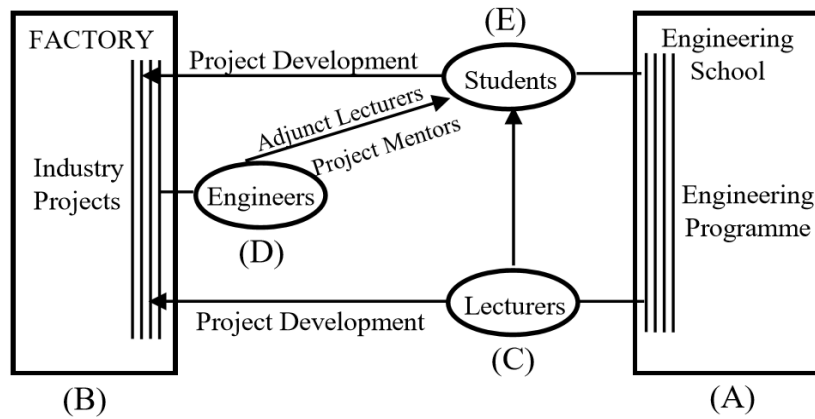 (E)
FACTORY
Project Development
Students
Engineering
School
Adjunct Lecturers
Project Mentors
Industry
Projects
Engineers
Engineering
Programme
(D)
Lecturers
Project Development
(C)
(B)
(A)